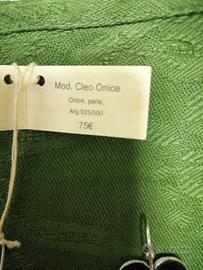 Mod. Cleo Onice
Onice, perle,
Arg 925/000
75€